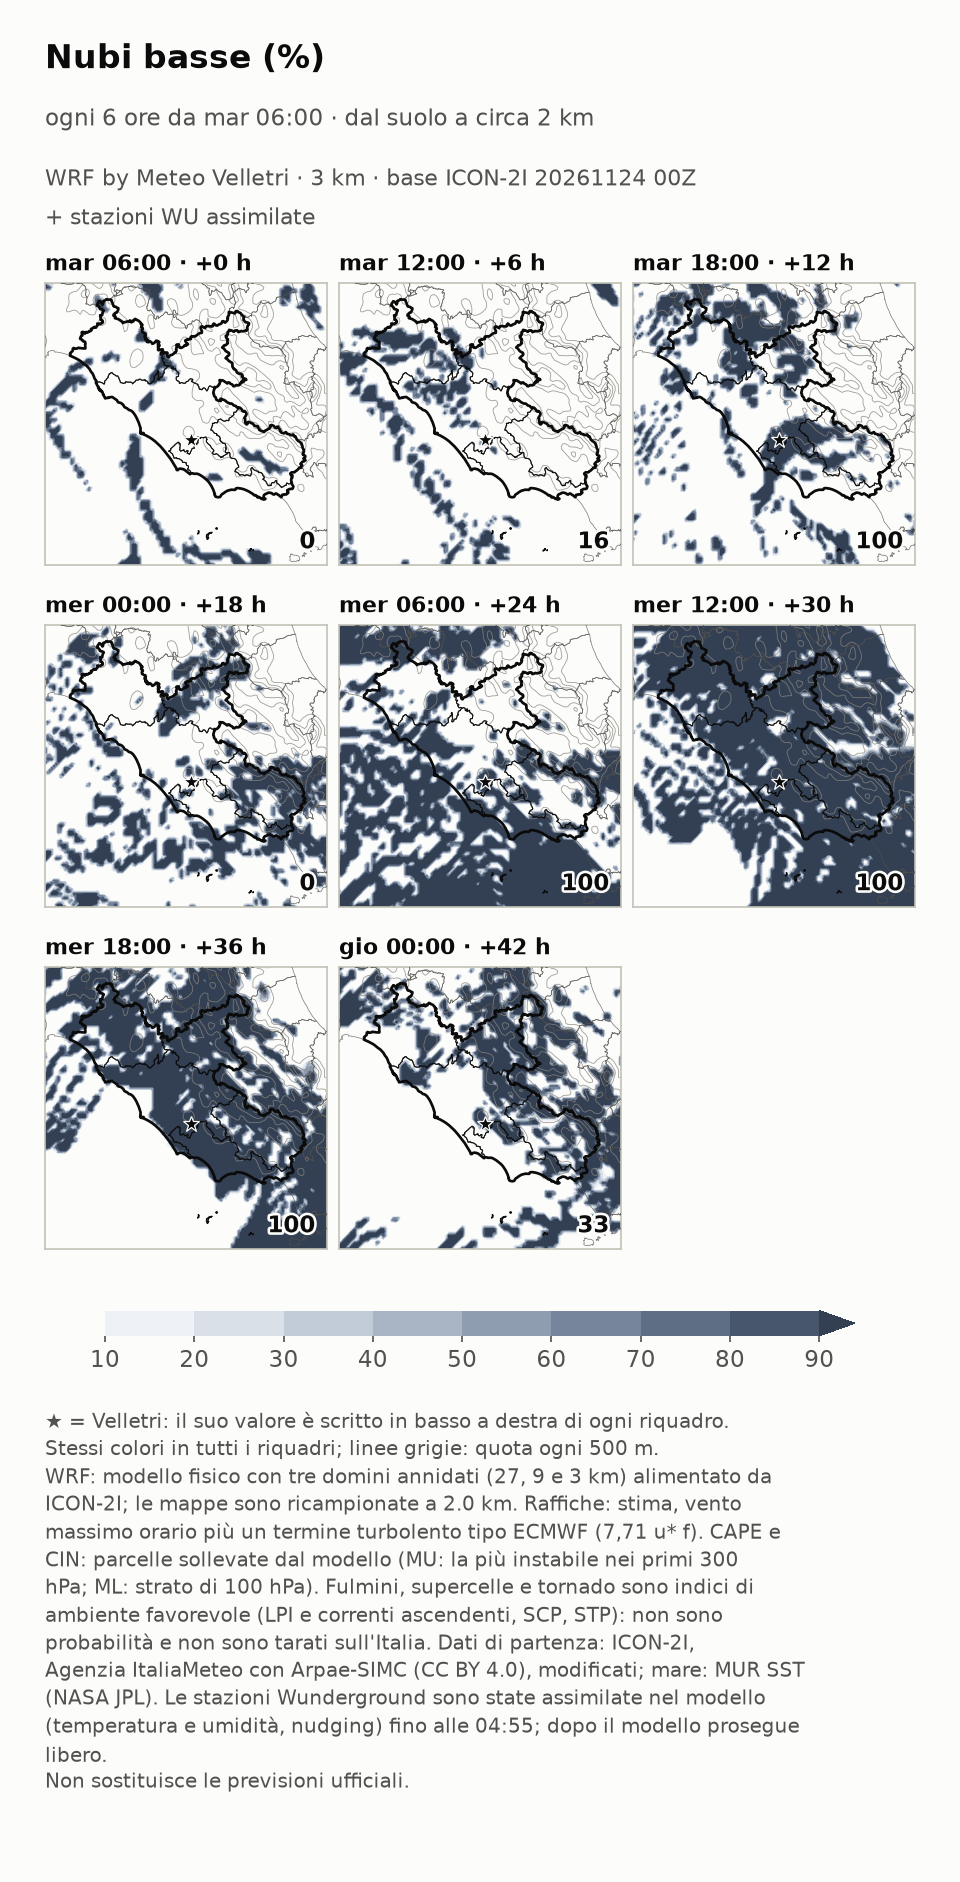 Nubi basse (%)
ogni 6 ore da mar 06:00 · dal suolo a circa 2 km
WRF by Meteo Velletri · 3 km · base ICON-2I 20261124 00Z
+ stazioni WU assimilate
mar 06:00 · +0 h
mar 12:00 · +6 h
mar 18:00 · +12 h
0
16
100
mer 00:00 · +18 h
mer 06:00 · +24 h
mer 12:00 · +30 h
0
100
100
mer 18:00 · +36 h
gio 00:00 · +42 h
100
33
10 20 30 40 50 60 70 80 90
★ = Velletri: il suo valore è scritto in basso a destra di ogni riquadro.
Stessi colori in tutti i riquadri; linee grigie: quota ogni 500 m.
WRF: modello fisico con tre domini annidati (27, 9 e 3 km) alimentato da
ICON-2I; le mappe sono ricampionate a 2.0 km. Raffiche: stima, vento
massimo orario più un termine turbolento tipo ECMWF (7,71 u* f). CAPE e
CIN: parcelle sollevate dal modello (MU: la più instabile nei primi 300
hPa; ML: strato di 100 hPa). Fulmini, supercelle e tornado sono indici di
ambiente favorevole (LPI e correnti ascendenti, SCP, STP): non sono
probabilità e non sono tarati sull'Italia. Dati di partenza: ICON-2I,
Agenzia ItaliaMeteo con Arpae-SIMC (CC BY 4.0), modificati; mare: MUR SST
(NASA JPL). Le stazioni Wunderground sono state assimilate nel modello
(temperatura e umidità, nudging) fino alle 04:55; dopo il modello prosegue
libero.
Non sostituisce le previsioni ufficiali.